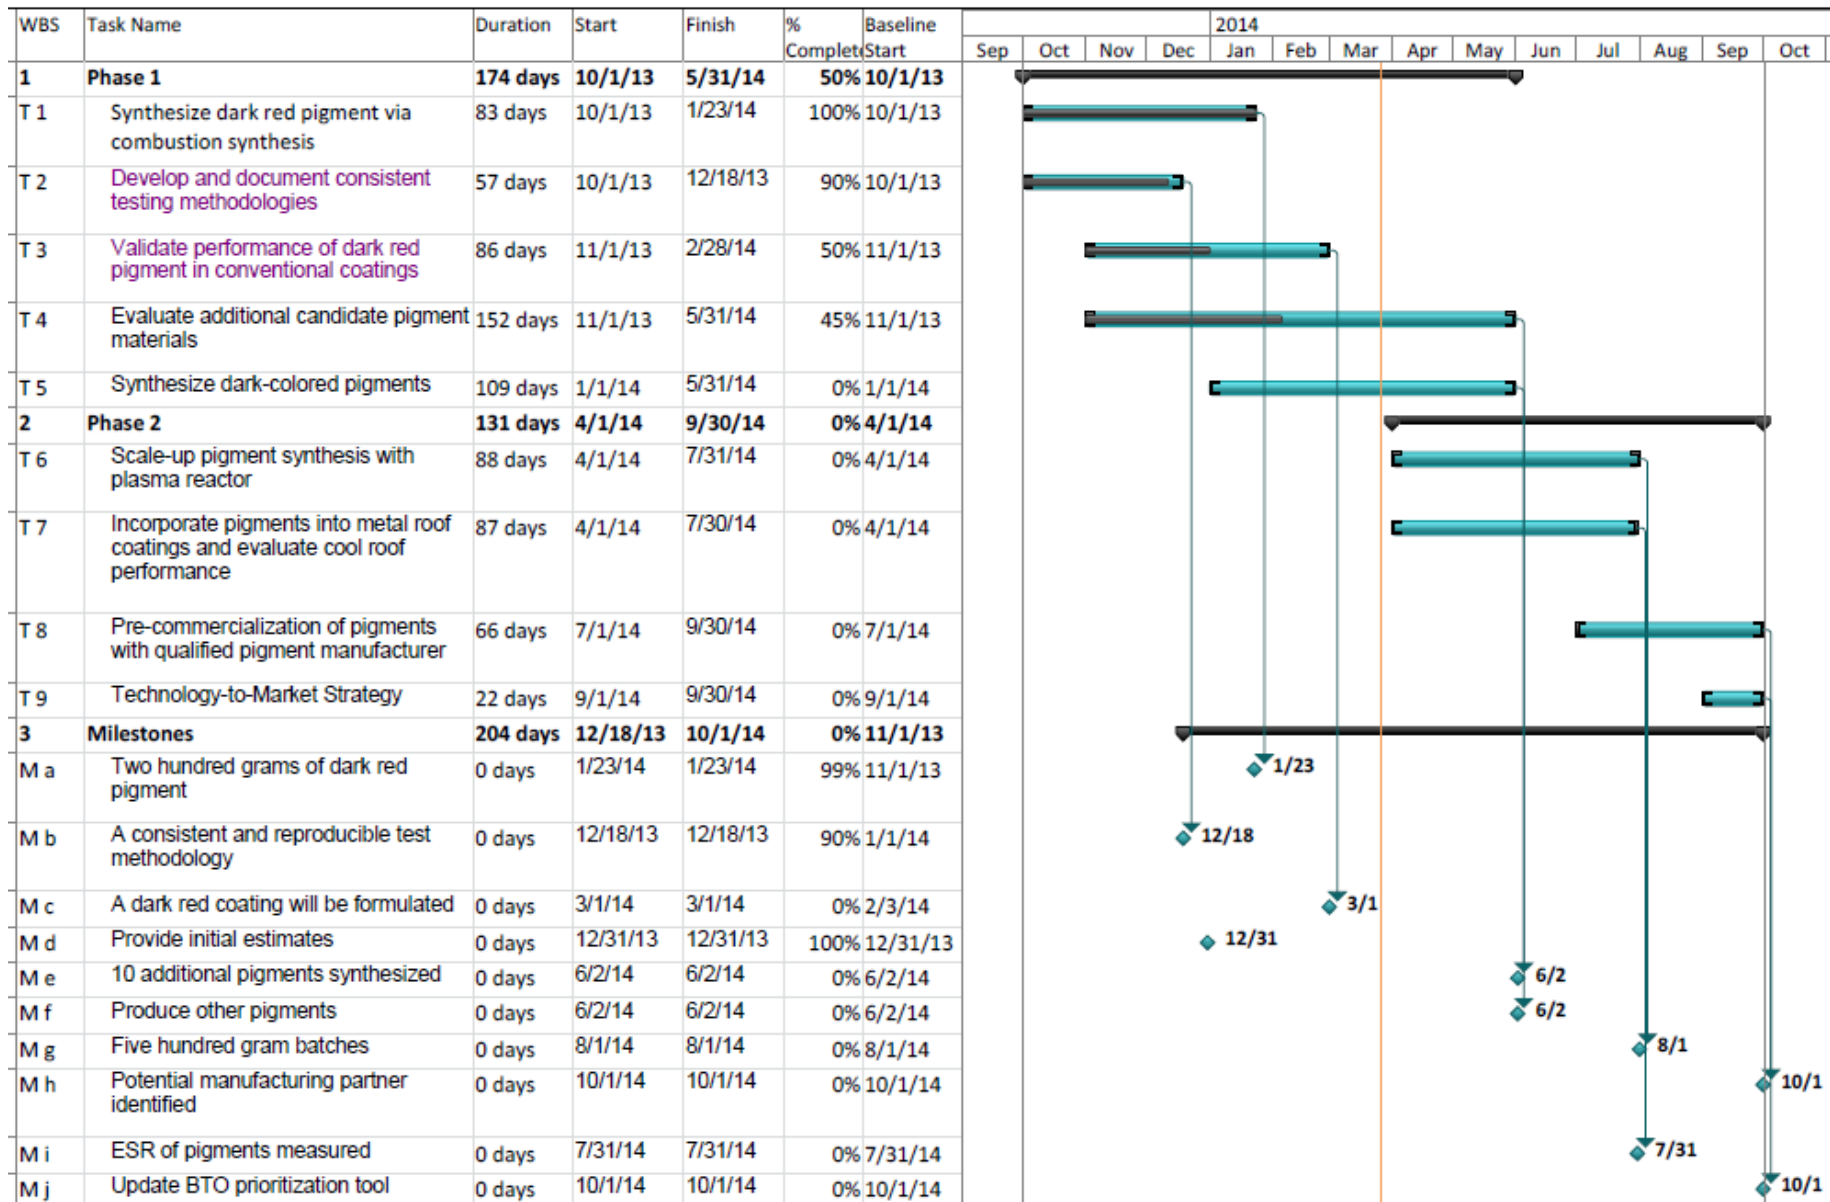 WBS Task Name Duration Start Finish % Complete Baseline Start
2014
Sep Oct Nov Dec Jan Feb Mar Apr May Jun Jul Aug Sep Oct
1 Phase 1 174 days 10/1/13 5/31/14 50% 10/1/13
T 1 Synthesize dark red pigment via 83 days 10/1/13 1/23/14 100% 10/1/13
combustion synthesis
T 2 Develop and document consistent 57 days 10/1/13 12/18/13 90% 10/1/13
testing methodologies
T 3 Validate performance of dark red 86 days 11/1/13 2/28/14 50% 11/1/13
pigment in conventional coatings
T 4 Evaluate additional candidate pigment 152 days 11/1/13 5/31/14 45% 11/1/13
materials
T 5 Synthesize dark-colored pigments 109 days 1/1/14 5/31/14 0% 1/1/14
2 Phase 2 131 days 4/1/14 9/30/14 0% 4/1/14
T 6 Scale-up pigment synthesis with 88 days 4/1/14 7/31/14 0% 4/1/14
plasma reactor
T 7 Incorporate pigments into metal roof 87 days 4/1/14 7/30/14 0% 4/1/14
coatings and evaluate cool roof
performance
T 8 Pre-commercialization of pigments 66 days 7/1/14 9/30/14 0% 7/1/14
with qualified pigment manufacturer
T 9 Technology-to-Market Strategy 22 days 9/1/14 9/30/14 0% 9/1/14
3 Milestones 204 days 12/18/13 10/1/14 0% 11/1/13
M a Two hundred grams of dark red 0 days 1/23/14 1/23/14 99% 11/1/13 1/23
pigment
M b A consistent and reproducible test 0 days 12/18/13 12/18/13 90% 1/1/14 12/18
methodology
M c A dark red coating will be formulated 0 days 3/1/14 3/1/14 0% 2/3/14 3/1
M d Provide initial estimates 0 days 12/31/13 12/31/13 100% 12/31/13 12/31
M e 10 additional pigments synthesized 0 days 6/2/14 6/2/14 0% 6/2/14 6/2
M f Produce other pigments 0 days 6/2/14 6/2/14 0% 6/2/14 6/2
M g Five hundred gram batches 0 days 8/1/14 8/1/14 0% 8/1/14 8/1
M h Potential manufacturing partner 0 days 10/1/14 10/1/14 0% 10/1/14 10/1
identified
M i ESR of pigments measured 0 days 7/31/14 7/31/14 0% 7/31/14 7/31
M j Update BTO prioritization tool 0 days 10/1/14 10/1/14 0% 10/1/14 10/1